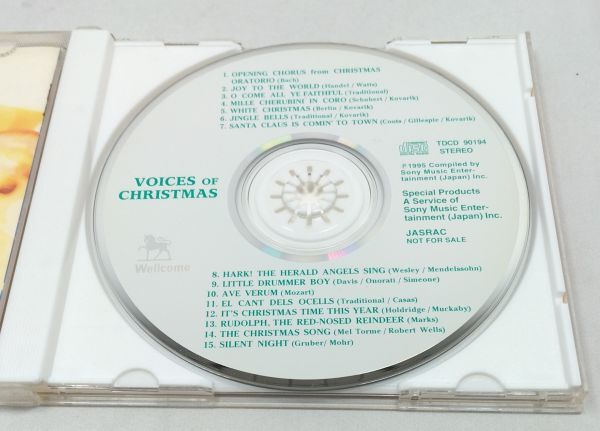 1. OPENING CHORUS from CHRISTMAS
ORATORIO (Bach)
2. JOY TO THE WORLD (Handel / Watts)
3. O COME ALL YE FAITHFUL (Traditional)
4. MILLE CHERUBINI IN CORO (Schubert / Kovarik)
5. WHITE CHRISTMAS (Berlin / Kovarik)
6. JINGLE BELLS (Traditional / Kovarik)
7. SANTA CLAUS IS COMIN' TO TOWN (Coots / Gillespie / Kovarik)
VOICES OF
CHRISTMAS
Wellcome
COMPACT
disc
DIGITAL AUDIO
TDCD 90194
STEREO
℗1995 Compiled by
Sony Music Enter-
tainment (Japan) Inc.
Special Products
A Service of
Sony Music Enter-
tainment (Japan) Inc.
JASRAC
NOT FOR SALE
8. HARK! THE HERALD ANGELS SING (Wesley / Mendelssohn)
9. LITTLE DRUMMER BOY (Davis / Onorati / Simeone)
10. AVE VERUM (Mozart)
11. EL CANT DELS OCELLS (Traditional / Casas)
12. IT'S CHRISTMAS TIME THIS YEAR (Holdridge / Muckaby)
13. RUDOLPH, THE RED-NOSED REINDEER (Marks)
14. THE CHRISTMAS SONG (Mel Torme / Robert Wells)
15. SILENT NIGHT (Gruber / Mohr)